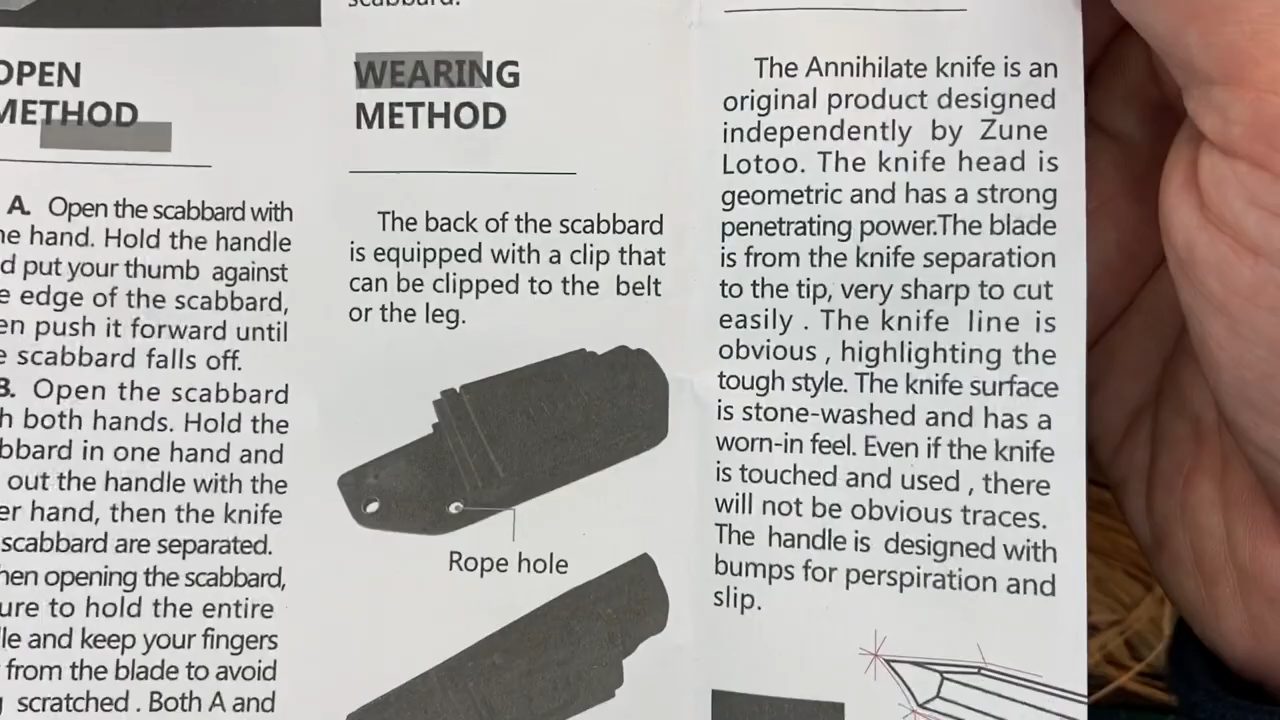 scabbard.
OPEN
METHOD
A. Open the scabbard with
hand. Hold the handle
put your thumb against
edge of the scabbard,
push it forward until
scabbard falls off.
B. Open the scabbard
both hands. Hold the
in one hand and
out the handle with the
hand, then the knife
scabbard are separated.
opening the scabbard,
to hold the entire
and keep your fingers
from the blade to avoid
scratched . Both A and
WEARING
METHOD
The back of the scabbard
is equipped with a clip that
can be clipped to the belt
or the leg.
Rope hole
The Annihilate knife is an
original product designed
independently by Zune
Lotoo. The knife head is
geometric and has a strong
penetrating power.The blade
is from the knife separation
to the tip, very sharp to cut
easily . The knife line is
obvious , highlighting the
tough style. The knife surface
is stone-washed and has a
worn-in feel. Even if the knife
is touched and used , there
will not be obvious traces.
The handle is designed with
bumps for perspiration and
slip.